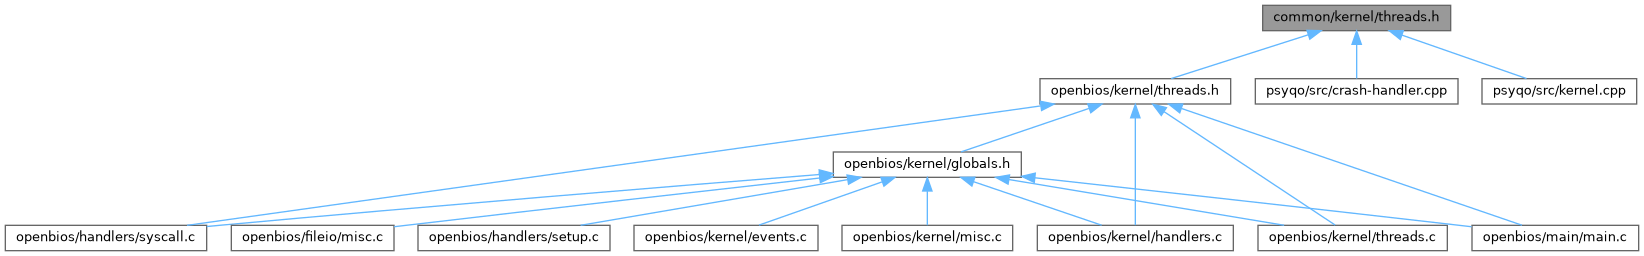 common/kernel/threads.h
openbios/kernel/threads.h
psyqo/src/crash-handler.cpp
psyqo/src/kernel.cpp
openbios/kernel/globals.h
openbios/handlers/syscall.c
openbios/fileio/misc.c
openbios/handlers/setup.c
openbios/kernel/events.c
openbios/kernel/misc.c
openbios/kernel/handlers.c
openbios/kernel/threads.c
openbios/main/main.c